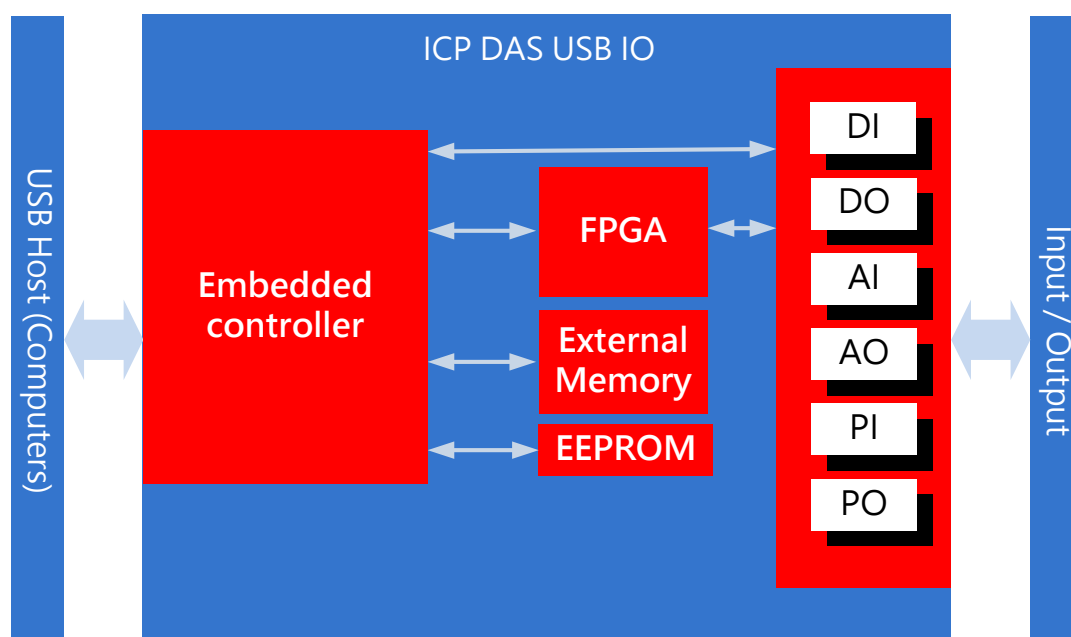 ICP DAS USB IO
USB Host (Computers)
Embedded
controller
FPGA
External
Memory
EEPROM
DI
DO
AI
AO
PI
PO
Input / Output